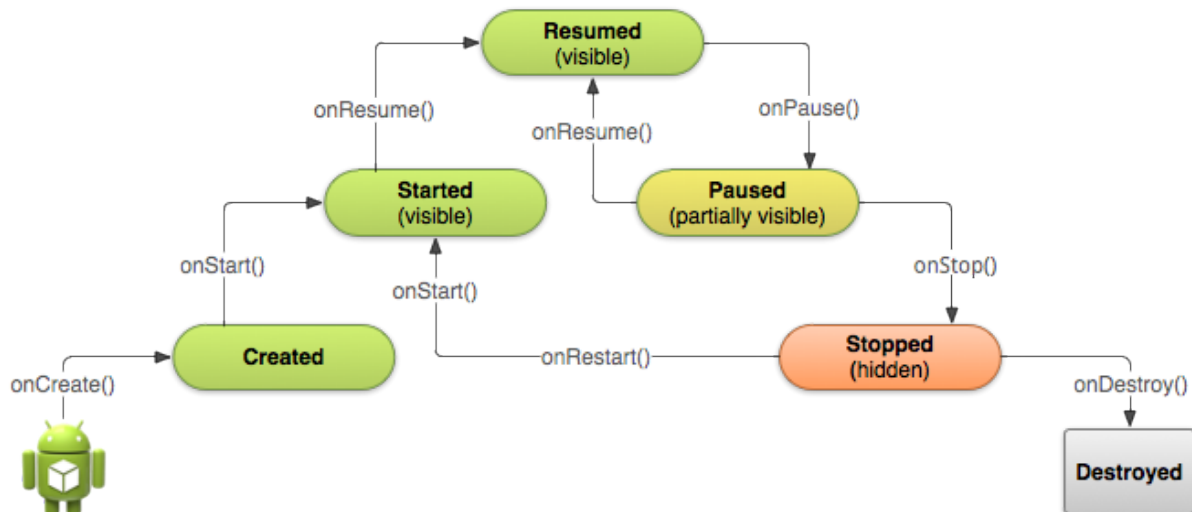 Resumed
(visible)
onResume()
onResume()
onPause()
Started
(visible)
Paused
(partially visible)
onStart()
onStart()
onStop()
Created
onRestart()
Stopped
(hidden)
onCreate()
onDestroy()
Destroyed